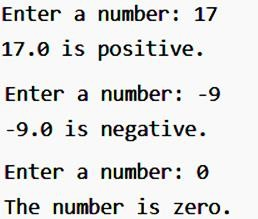 Enter a number: 17
17.0 is positive.
Enter a number: -9
-9.0 is negative.
Enter a number: 0
The number is zero.